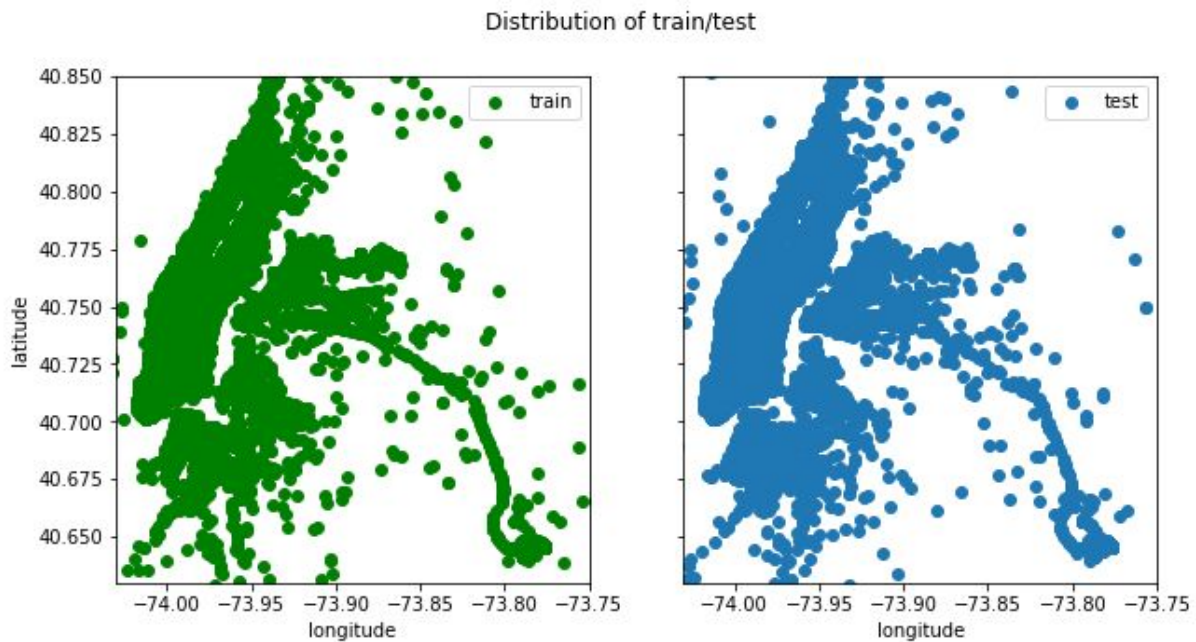 Distribution of train/test
40.850
40.825
40.800
40.775
40.750
40.725
40.700
40.675
40.650
latitude
train
−74.00 −73.95 −73.90 −73.85 −73.80 −73.75
longitude
test
−74.00 −73.95 −73.90 −73.85 −73.80 −73.75
longitude